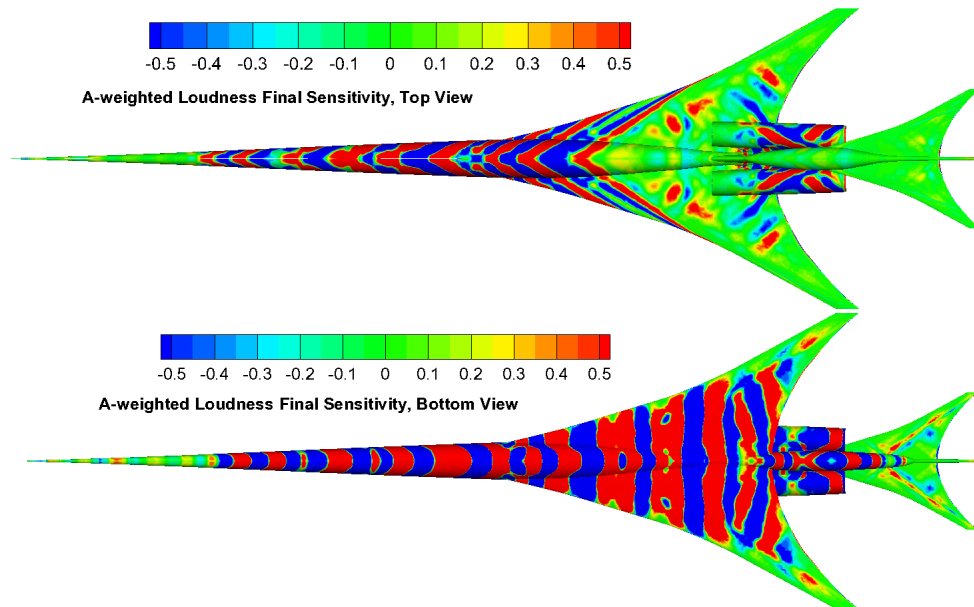 -0.5 -0.4 -0.3 -0.2 -0.1 0 0.1 0.2 0.3 0.4 0.5
A-weighted Loudness Final Sensitivity, Top View
-0.5 -0.4 -0.3 -0.2 -0.1 0 0.1 0.2 0.3 0.4 0.5
A-weighted Loudness Final Sensitivity, Bottom View